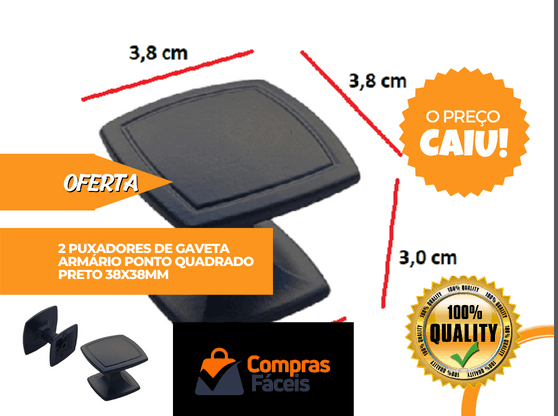 3,8 cm
3,8 cm
O PREÇO
CAIU!
OFERTA
2 PUXADORES DE GAVETA
ARMÁRIO PONTO QUADRADO
PRETO 38X38MM
3,0 cm
100%
QUALITY
Compras
Fáceis